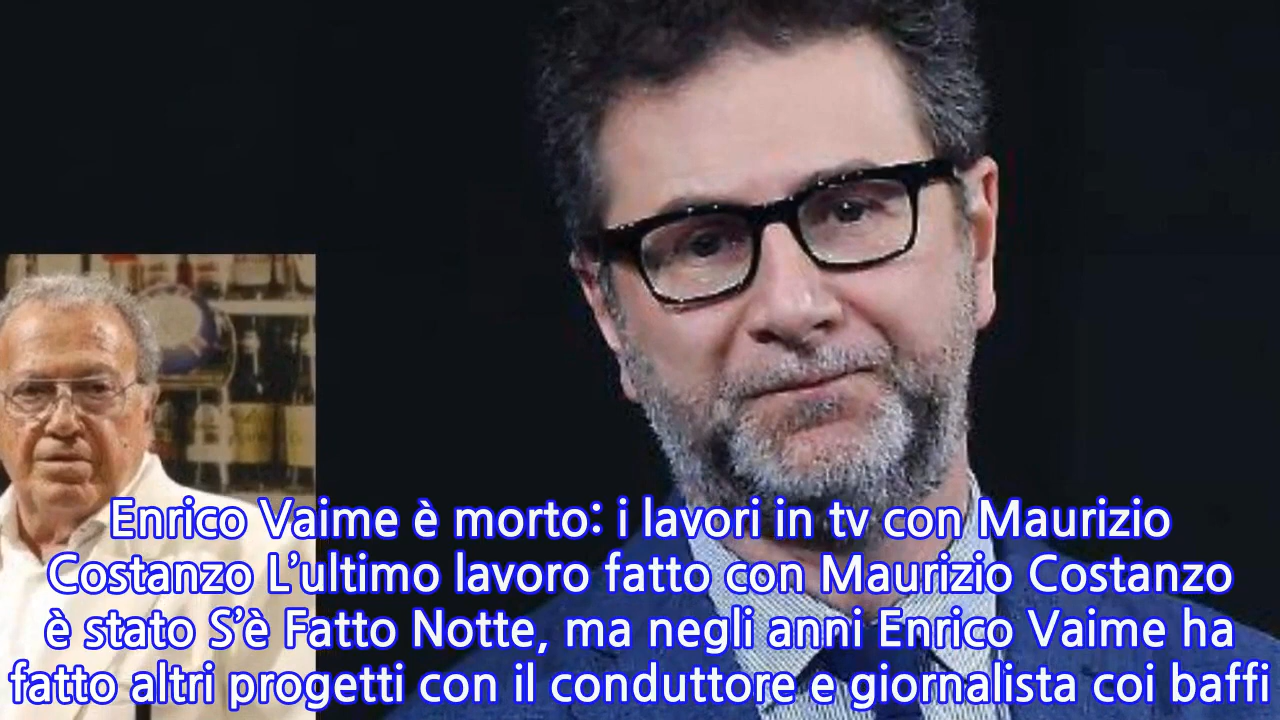 Enrico Vaime è morto: i lavori in tv con Maurizio
Costanzo L’ultimo lavoro fatto con Maurizio Costanzo
è stato S’è Fatto Notte, ma negli anni Enrico Vaime ha
fatto altri progetti con il conduttore e giornalista coi baffi